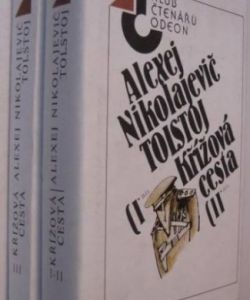 KLUB
ČTENÁŘŮ
ODEON
Alexej
Nikolajevič
TOLSTOJ
Křížová
cesta
(I
(II
KŘÍŽOVÁ
CESTA
ALEXEJ NIKOLAJEVIČ
TOLSTOJ
III
KŘÍŽOVÁ
CESTA
ALEXEJ NIKOLAJEVIČ
TOLSTOJ